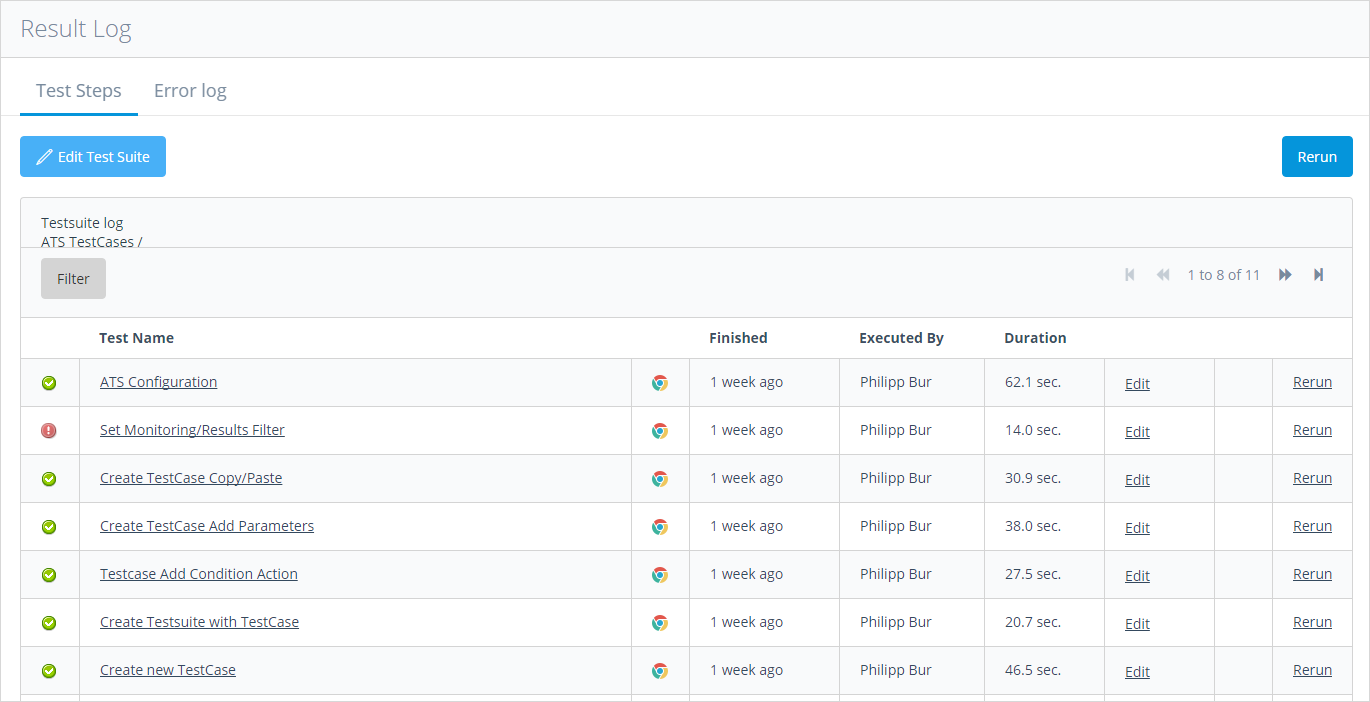 Result Log
Test Steps Error log
Edit Test Suite Rerun
Testsuite log
ATS TestCases /
Filter 1 to 8 of 11
Test Name Finished Executed By Duration
ATS Configuration 1 week ago Philipp Bur 62.1 sec. Edit Rerun
Set Monitoring/Results Filter 1 week ago Philipp Bur 14.0 sec. Edit Rerun
Create TestCase Copy/Paste 1 week ago Philipp Bur 30.9 sec. Edit Rerun
Create TestCase Add Parameters 1 week ago Philipp Bur 38.0 sec. Edit Rerun
Testcase Add Condition Action 1 week ago Philipp Bur 27.5 sec. Edit Rerun
Create Testsuite with TestCase 1 week ago Philipp Bur 20.7 sec. Edit Rerun
Create new TestCase 1 week ago Philipp Bur 46.5 sec. Edit Rerun